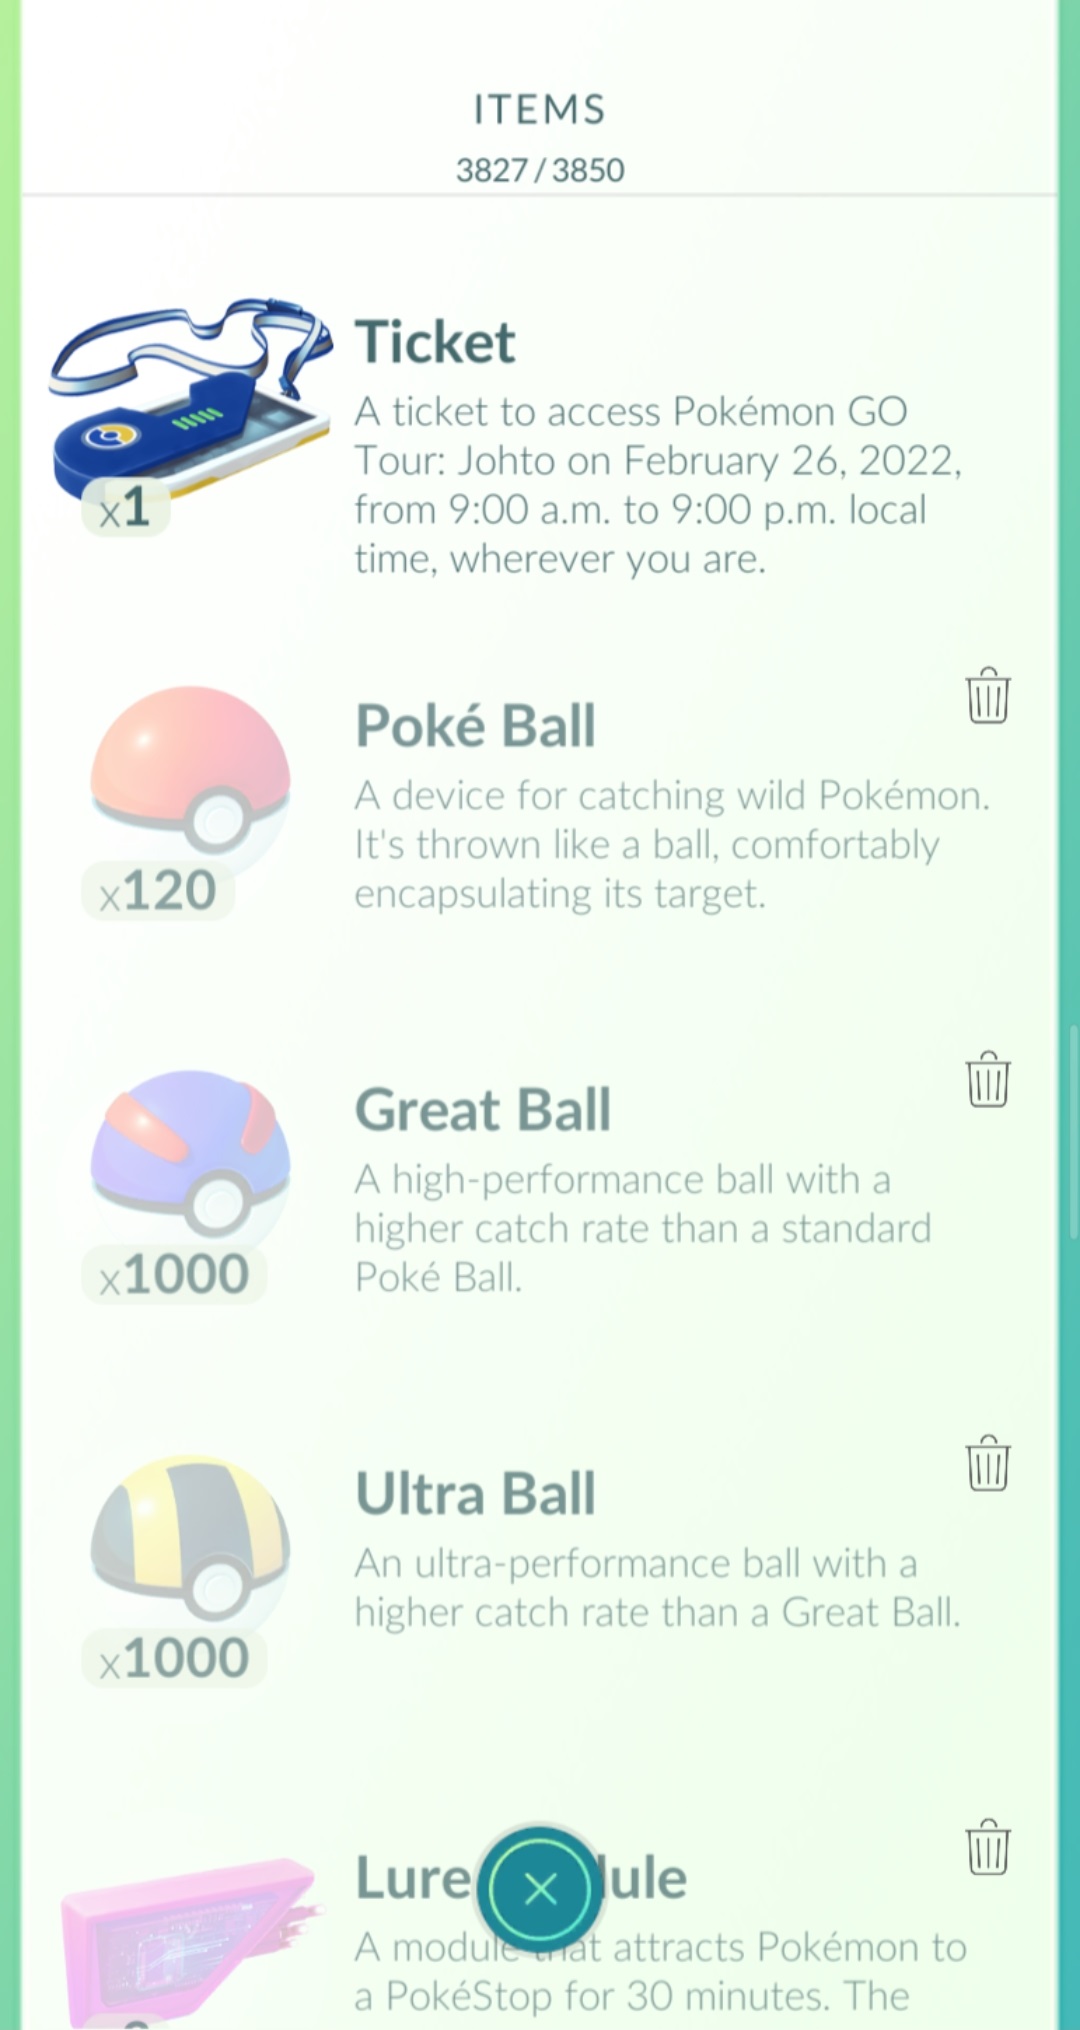 ITEMS
3827/3850
Ticket
A ticket to access Pokémon GO
Tour: Johto on February 26, 2022,
from 9:00 a.m. to 9:00 p.m. local
time, wherever you are.
x1
Poké Ball
A device for catching wild Pokémon.
It's thrown like a ball, comfortably
encapsulating its target.
x120
Great Ball
A high-performance ball with a
higher catch rate than a standard
Poké Ball.
x1000
Ultra Ball
An ultra-performance ball with a
higher catch rate than a Great Ball.
x1000
Lure
A module that attracts Pokémon to
a PokéStop for 30 minutes. The